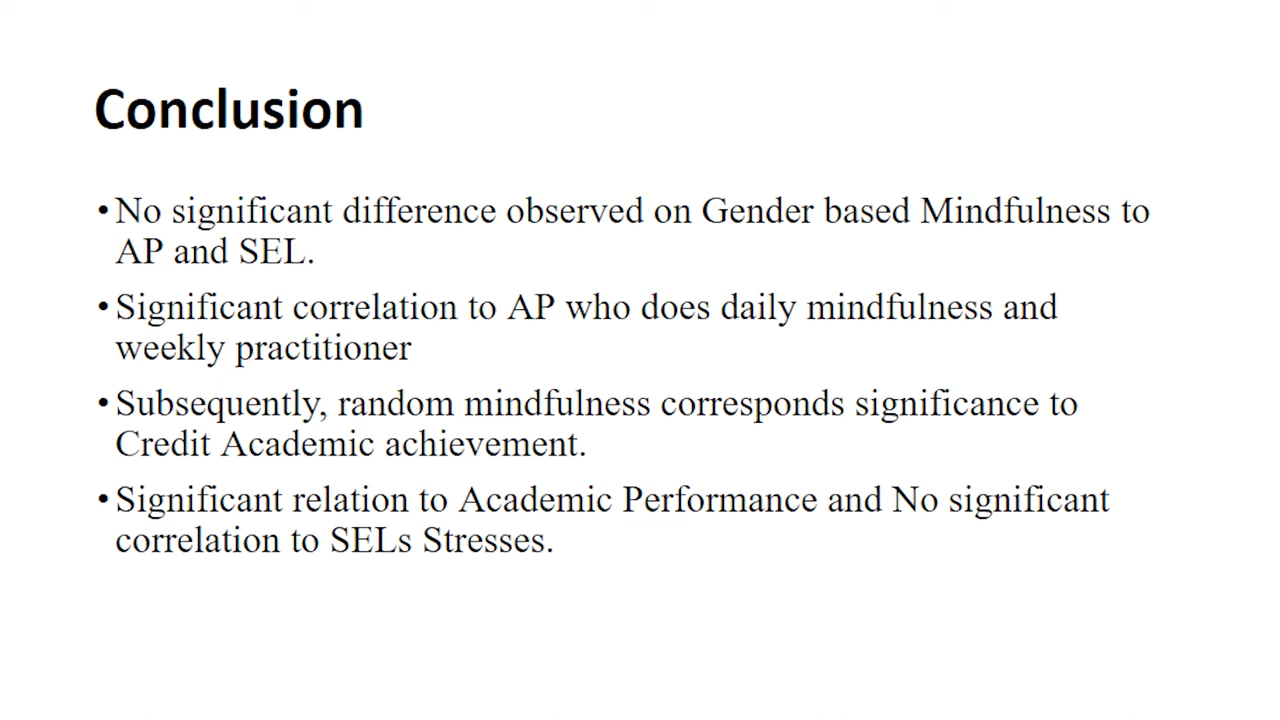 Conclusion
• No significant difference observed on Gender based Mindfulness to
AP and SEL.
• Significant correlation to AP who does daily mindfulness and
weekly practitioner
• Subsequently, random mindfulness corresponds significance to
Credit Academic achievement.
• Significant relation to Academic Performance and No significant
correlation to SELs Stresses.